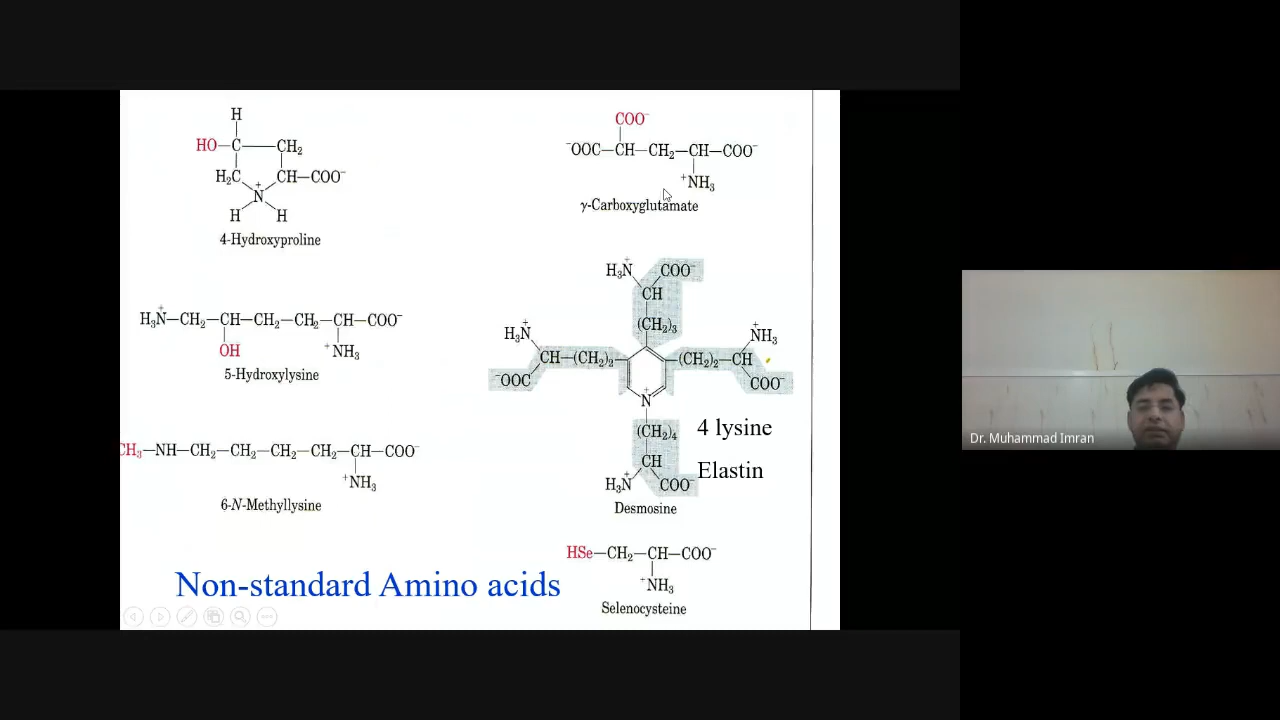 H
HO—C—CH₂
H₂C CH—COO⁻
N⁺
H H
4-Hydroxyproline
H₃N⁺—CH₂—CH—CH₂—CH₂—CH—COO⁻
OH ⁺NH₃
5-Hydroxylysine
CH₃—NH—CH₂—CH₂—CH₂—CH₂—CH—COO⁻
⁺NH₃
6-N-Methyllysine
Non-standard Amino acids
COO⁻
⁻OOC—CH—CH₂—CH—COO⁻
⁺NH₃
γ-Carboxyglutamate
H₃N⁺ COO⁻
CH
(CH₂)₃
H₃N⁺ ⁺NH₃
CH—(CH₂)₂ (CH₂)₂—CH
⁻OOC COO⁻
N⁺
(CH₂)₄
CH
H₃N⁺ COO⁻
Desmosine
4 lysine
Elastin
HSe—CH₂—CH—COO⁻
⁺NH₃
Selenocysteine
Dr. Muhammad Imran